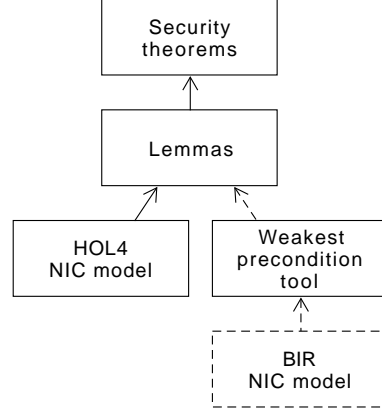 Security
theorems
Lemmas
HOL4
NIC model
Weakest
precondition
tool
BIR
NIC model